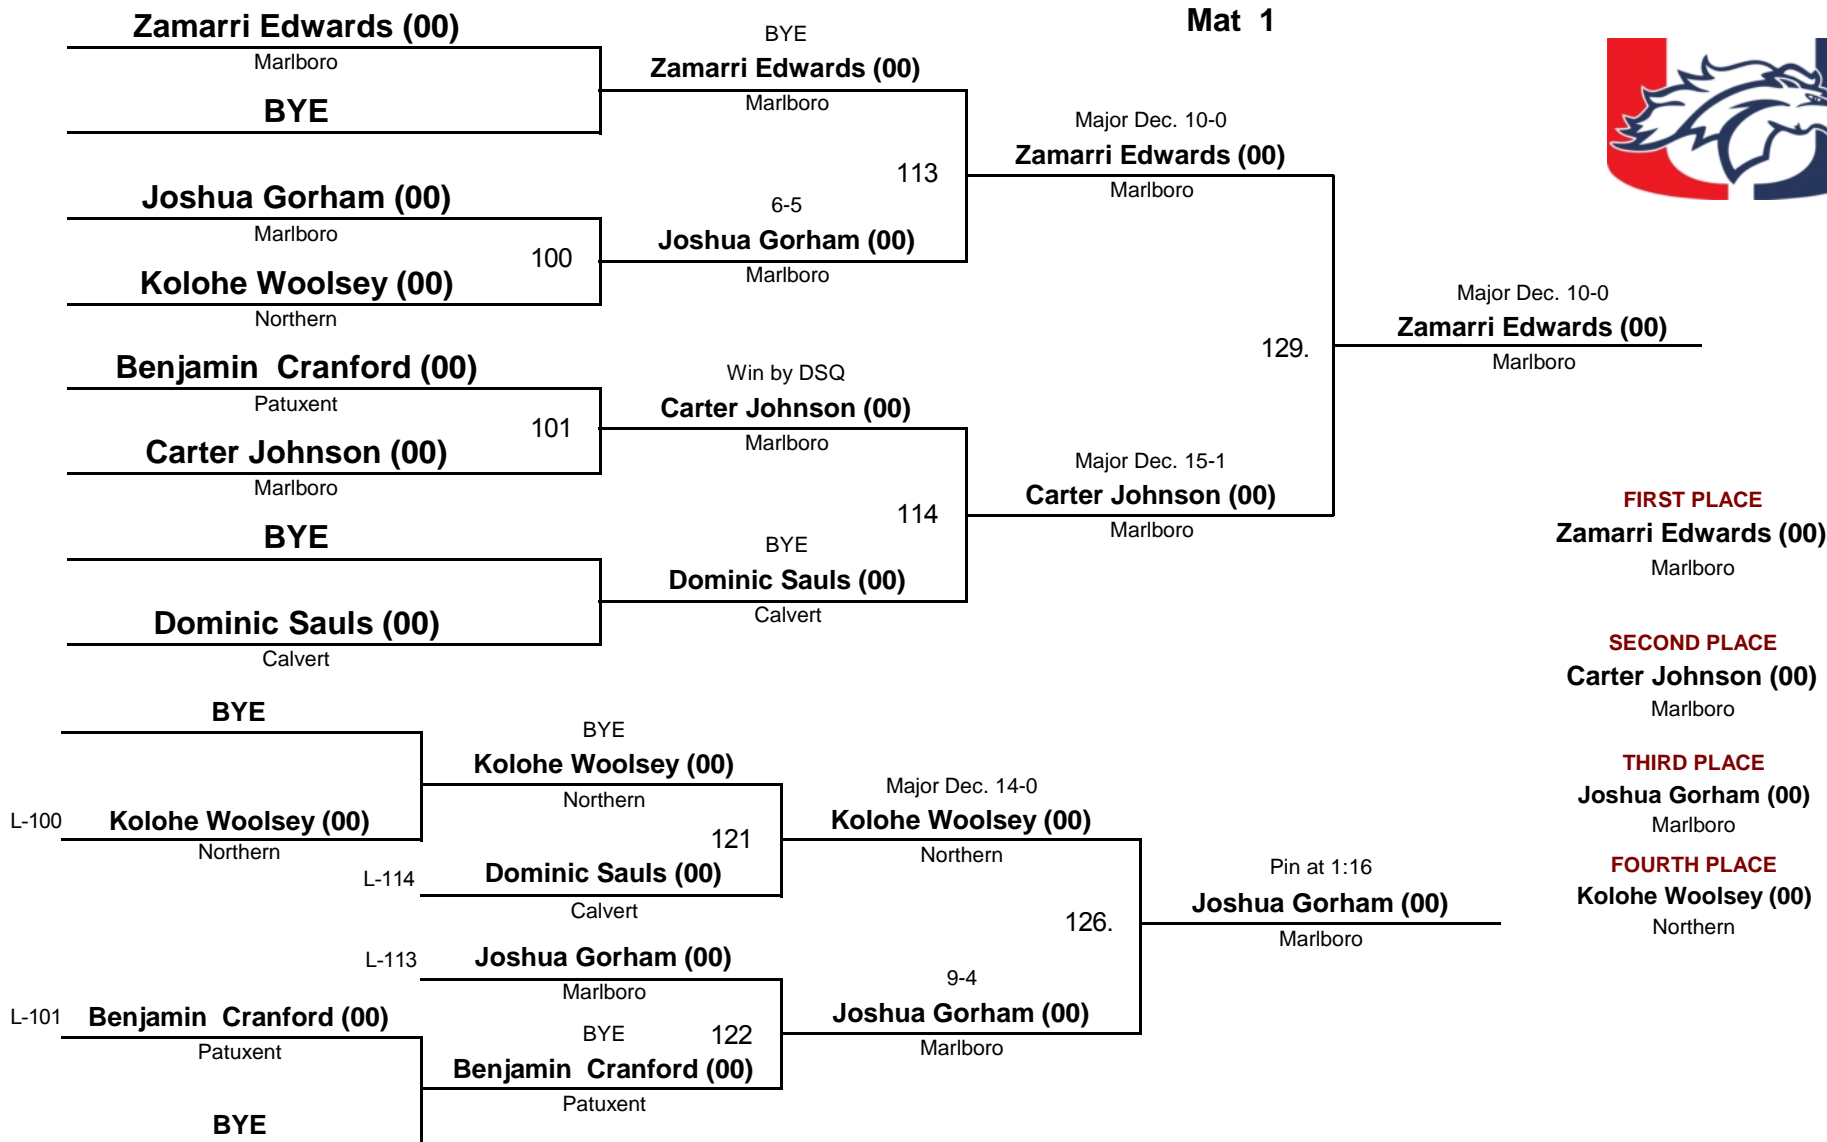 Mat 1
Zamarri Edwards (00)
Marlboro
BYE
Joshua Gorham (00)
Marlboro
100
Kolohe Woolsey (00)
Northern
Benjamin  Cranford (00)
Patuxent
101
Carter Johnson (00)
Marlboro
BYE
Dominic Sauls (00)
Calvert
BYE
Zamarri Edwards (00)
Marlboro
113
6-5
Joshua Gorham (00)
Marlboro
Win by DSQ
Carter Johnson (00)
Marlboro
114
BYE
Dominic Sauls (00)
Calvert
Major Dec. 10-0
Zamarri Edwards (00)
Marlboro
129.
Major Dec. 15-1
Carter Johnson (00)
Marlboro
Major Dec. 10-0
Zamarri Edwards (00)
Marlboro
FIRST PLACE
Zamarri Edwards (00)
Marlboro
SECOND PLACE
Carter Johnson (00)
Marlboro
THIRD PLACE
Joshua Gorham (00)
Marlboro
FOURTH PLACE
Kolohe Woolsey (00)
Northern
BYE
L-100 Kolohe Woolsey (00)
Northern
L-101 Benjamin  Cranford (00)
Patuxent
BYE
BYE
Kolohe Woolsey (00)
Northern
121
L-114 Dominic Sauls (00)
Calvert
L-113 Joshua Gorham (00)
Marlboro
BYE 122
Benjamin  Cranford (00)
Patuxent
Major Dec. 14-0
Kolohe Woolsey (00)
Northern
126.
9-4
Joshua Gorham (00)
Marlboro
Pin at 1:16
Joshua Gorham (00)
Marlboro